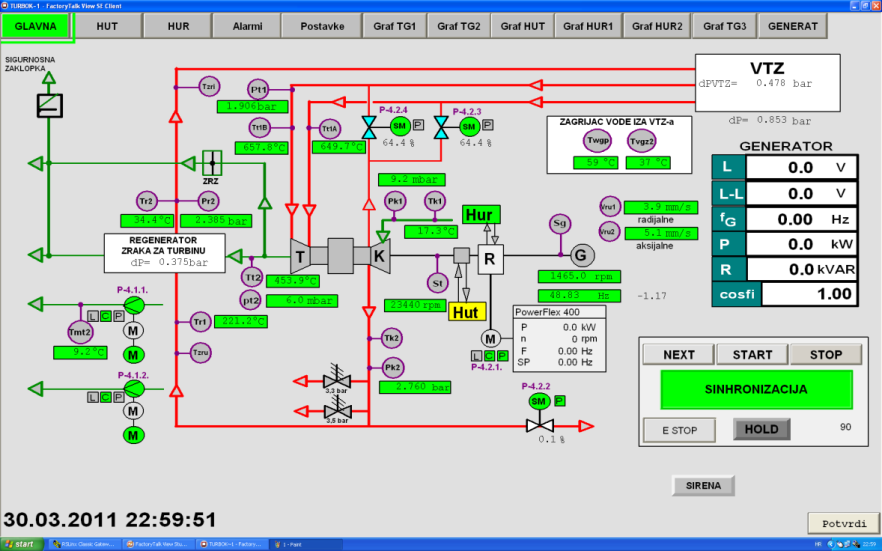 TURBOK-1 - FactoryTalk View SE Client
GLAVNA HUT HUR Alarmi Postavke Graf TG1 Graf TG2 Graf HUT Graf HUR1 Graf HUR2 Graf TG3 GENERAT
SIGURNOSNA
ZAKLOPKA
VTZ
dPVTZ= 0.478 bar
dP= 0.853 bar
Tzri
Pt1
1.906 bar
Tt1B
657.8°C
Tt1A
649.7°C
P-4.2.4
SM P
64.4 %
P-4.2.3
SM P
64.4 %
ZAGRIJAC VODE IZA VTZ-a
Twgp Tvgz2
59 °C 37 °C
ZRZ
Tr2 Pr2
34.4°C 2.385 bar
9.2 mbar
Pk1 Tk1
17.3°C
Hur
Sg
Vru1 3.9 mm/s
radijalne
Vru2 5.1 mm/s
aksijalne
REGENERATOR
ZRAKA ZA TURBINU
dP= 0.375bar
T K R G
Tt2 453.9°C
pt2 6.0 mbar
St
23440 rpm
Hut
1465.0 rpm
48.83 Hz -1.17
GENERATOR
L 0.0 V
L-L 0.0 V
fG 0.00 Hz
P 0.0 kW
R 0.0 kVAR
cosfi 1.00
P-4.1.1.
L C P
M
M
Tmt2
9.2°C
Tr1 221.2°C
Tzru
P-4.1.2.
L C P
M
M
Tk2
Pk2
2.760 bar
3,3 bar
3,5 bar
M
L C P
P-4.2.1.
PowerFlex 400
P 0.0 kW
n 0 rpm
F 0.00 Hz
SP 0.00 Hz
P-4.2.2
SM P
0.1 %
NEXT START STOP
SINHRONIZACIJA
E STOP HOLD 90
SIRENA
30.03.2011 22:59:51
Potvrdi
start RSLinx Classic Gatew... FactoryTalk View Stu... TURBOK-1 - Factory... 1 - Paint HR 22:59